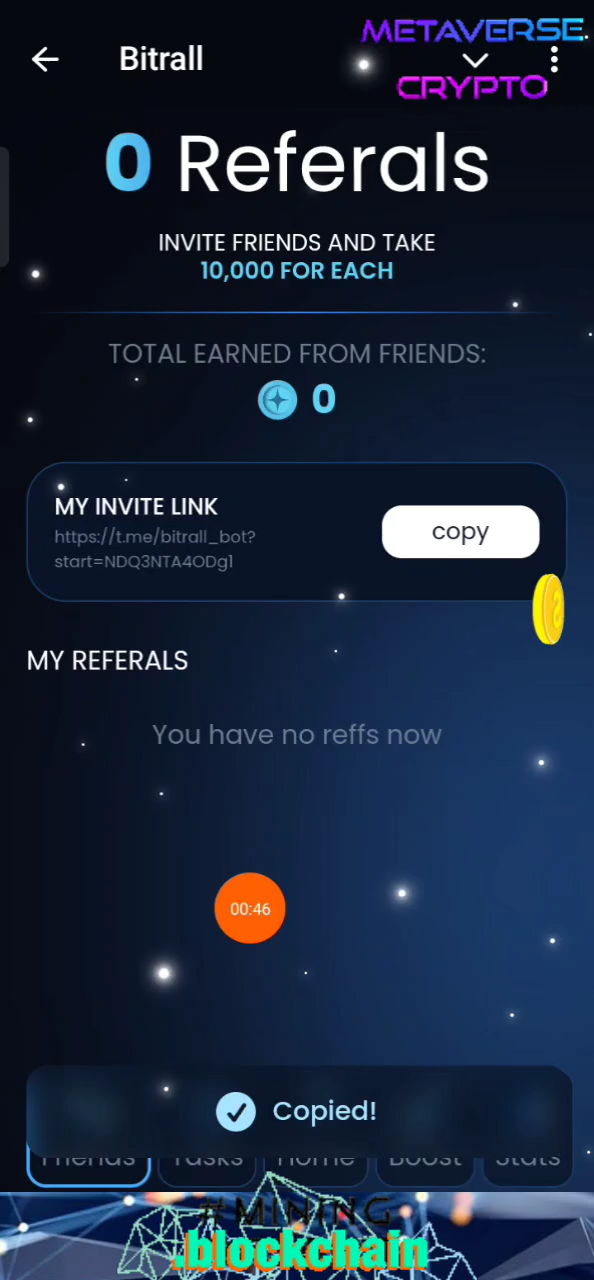 METAVERSE
Bitrall
CRYPTO
0 Referals
INVITE FRIENDS AND TAKE
10,000 FOR EACH
TOTAL EARNED FROM FRIENDS:
0
MY INVITE LINK
https://t.me/bitrall_bot?
start=NDQ3NTA4ODg1
copy
MY REFERALS
You have no reffs now
00:46
Copied!
Friends Tasks Home Boost Stats
#MINING
.blockchain